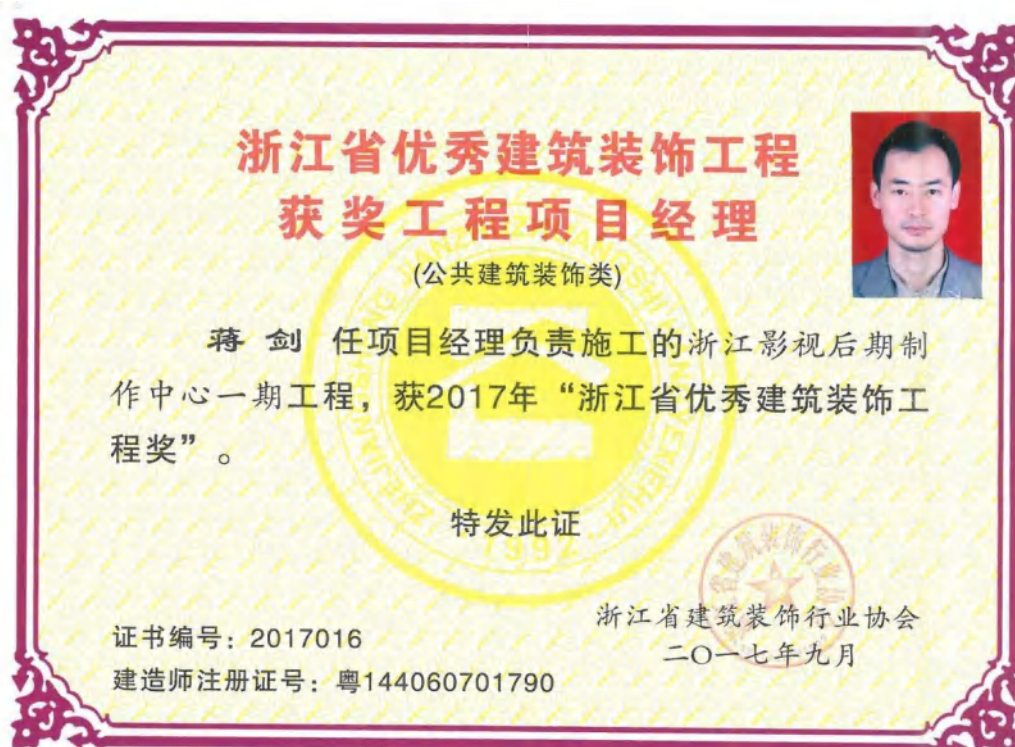 浙江省优秀建筑装饰工程
获奖工程项目经理
(公共建筑装饰类)
蒋 剑 任项目经理负责施工的浙江影视后期制
作中心一期工程，获2017年“浙江省优秀建筑装饰工
程奖”。
特发此证
浙江省建筑装饰行业协会
二〇一七年九月
证书编号：2017016
建造师注册证号：粤144060701790
1997